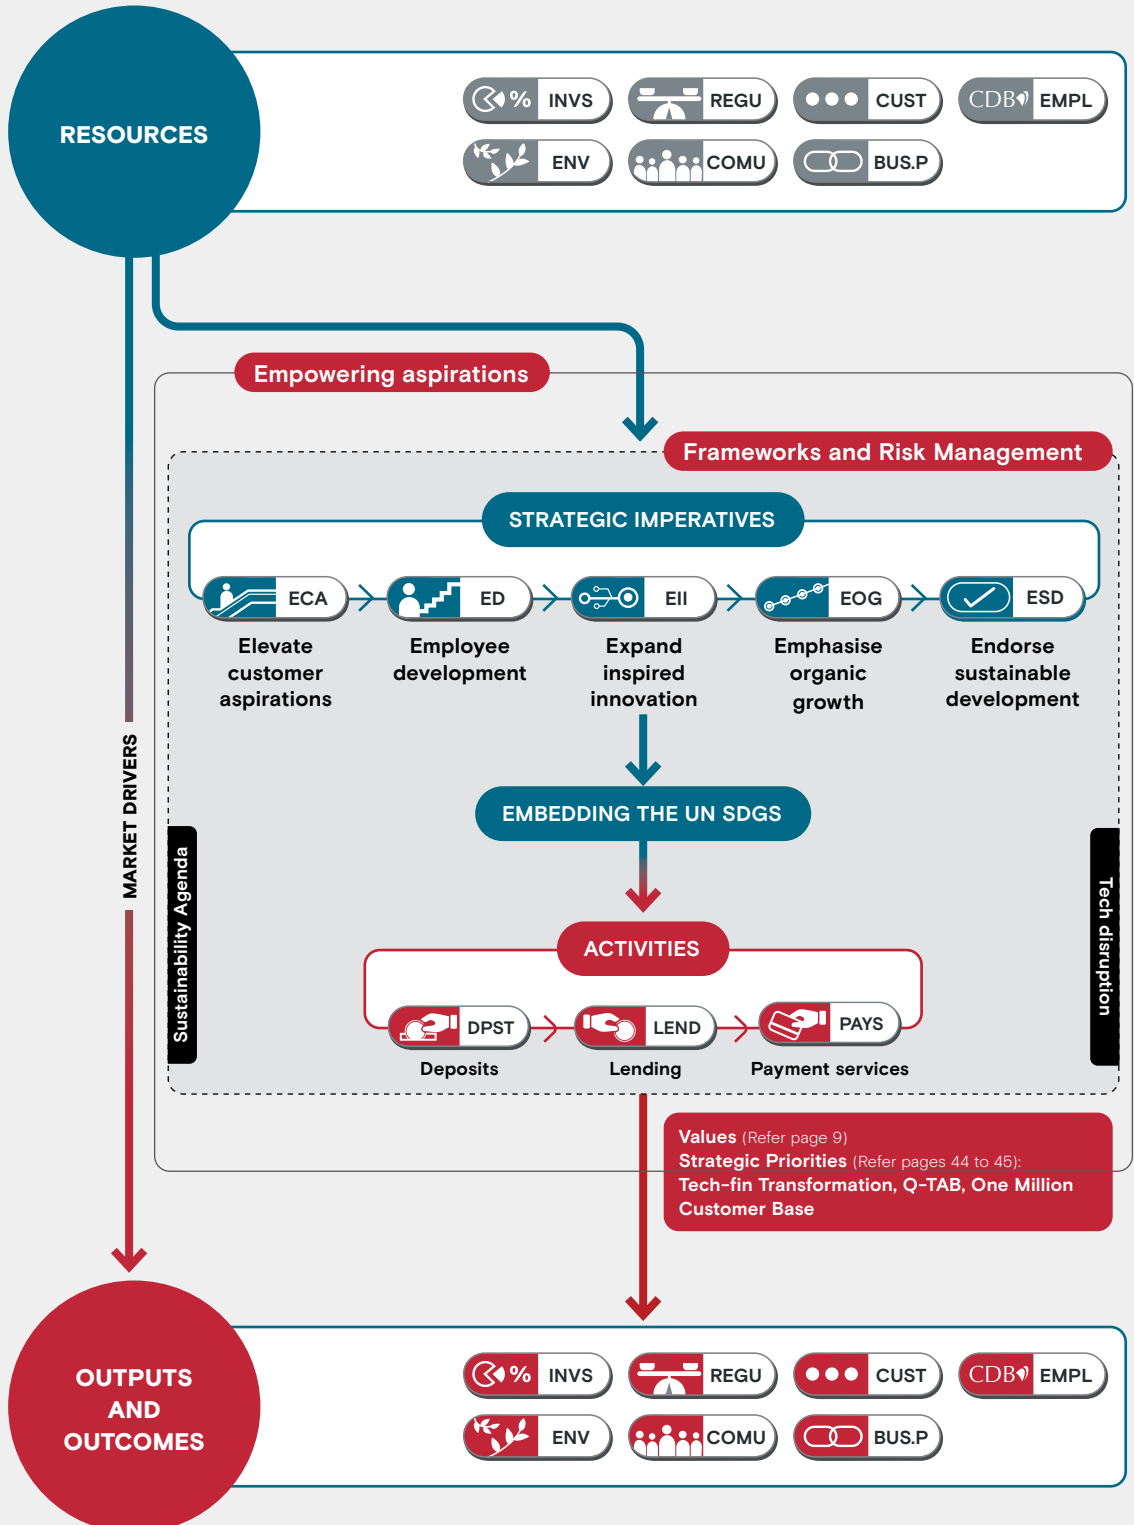 RESOURCES
% INVS
REGU
CUST
CDB EMPL
ENV
COMU
BUS.P
Empowering aspirations
Frameworks and Risk Management
STRATEGIC IMPERATIVES
ECA
ED
EII
EOG
ESD
Elevate
customer
aspirations
Employee
development
Expand
inspired
innovation
Emphasise
organic
growth
Endorse
sustainable
development
MARKET DRIVERS
EMBEDDING THE UN SDGS
Sustainability Agenda
Tech disruption
ACTIVITIES
DPST
LEND
PAYS
Deposits
Lending
Payment services
Values (Refer page 9)
Strategic Priorities (Refer pages 44 to 45):
Tech-fin Transformation, Q-TAB, One Million
Customer Base
OUTPUTS
AND
OUTCOMES
% INVS
REGU
CUST
CDB EMPL
ENV
COMU
BUS.P